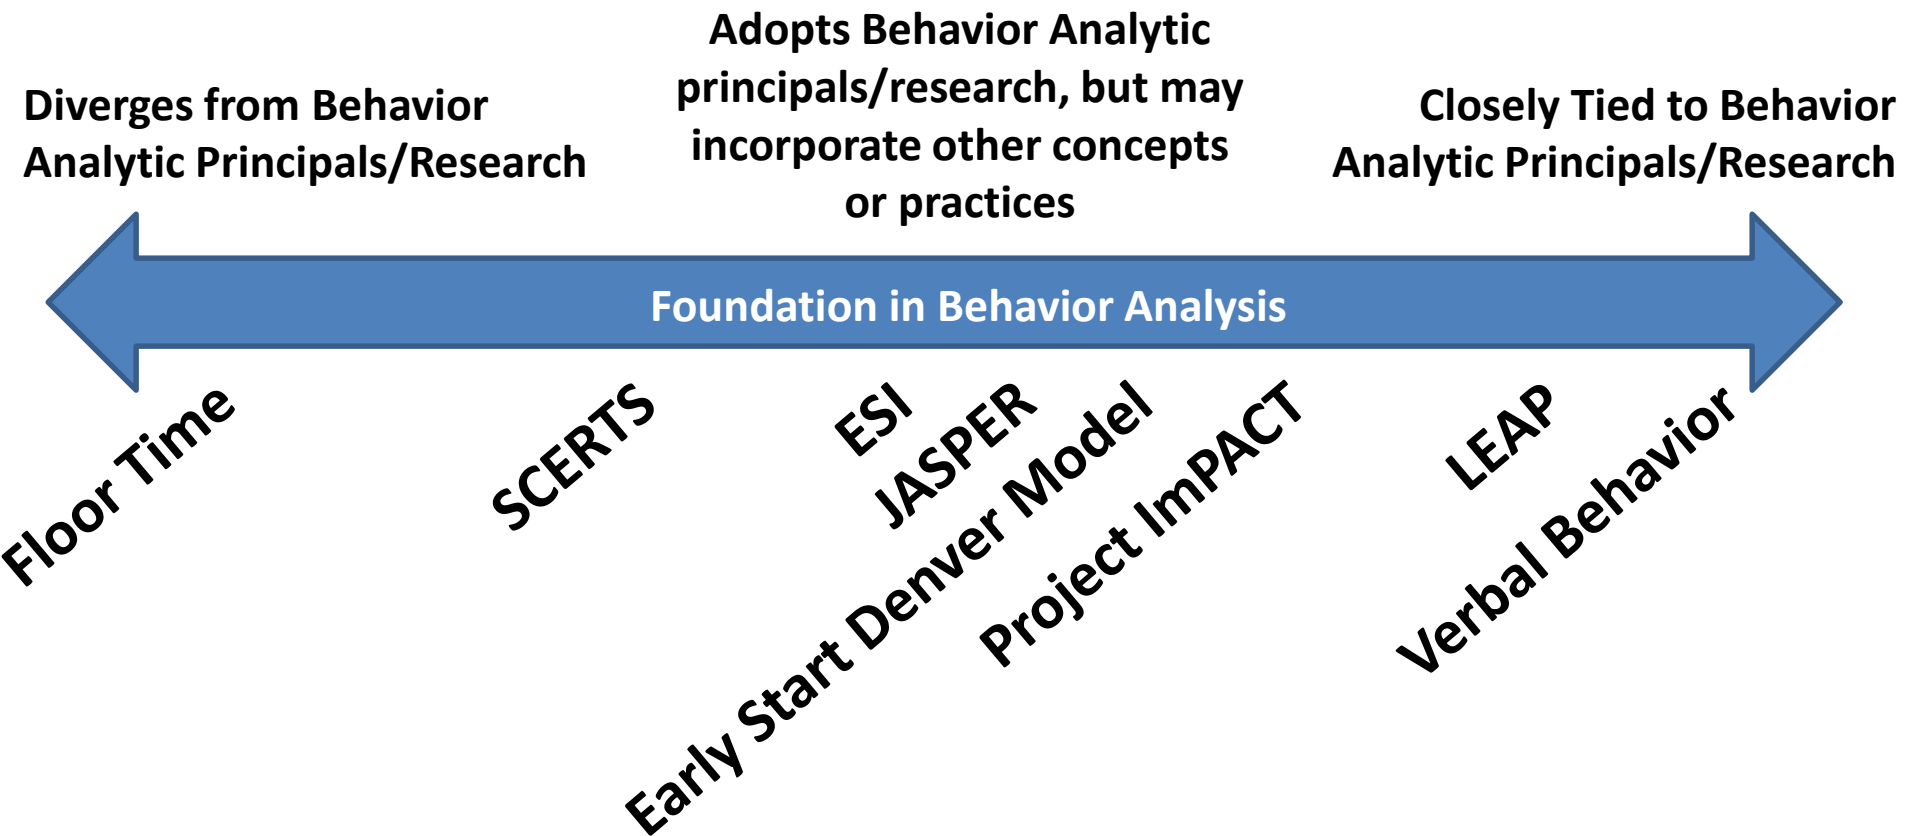 Diverges from Behavior
Analytic Principals/Research
Adopts Behavior Analytic
principals/research, but may
incorporate other concepts
or practices
Closely Tied to Behavior
Analytic Principals/Research
Foundation in Behavior Analysis
Floor Time
SCERTS
ESI
JASPER
Early Start Denver Model
Project ImPACT
LEAP
Verbal Behavior